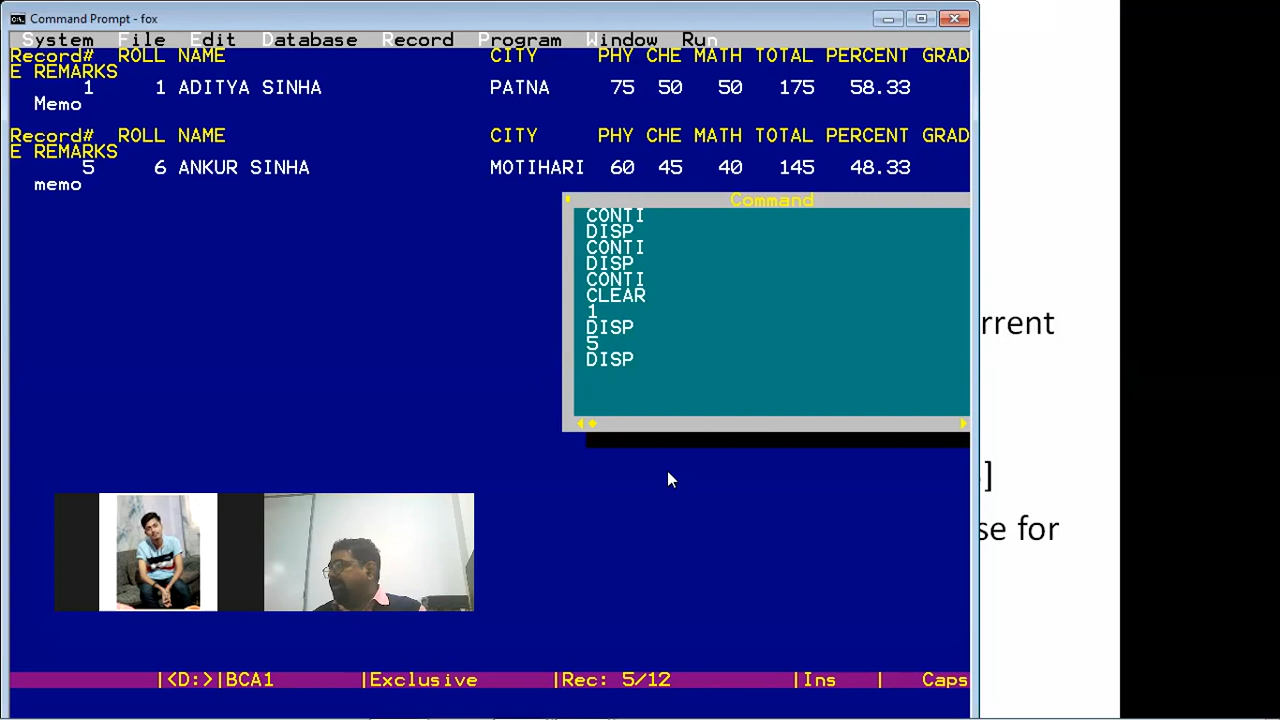 Command Prompt - fox
System File Edit Database Record Program Window Run
Record# ROLL NAME CITY PHY CHE MATH TOTAL PERCENT GRAD
E REMARKS
1 1 ADITYA SINHA PATNA 75 50 50 175 58.33
Memo
Record# ROLL NAME CITY PHY CHE MATH TOTAL PERCENT GRAD
E REMARKS
5 6 ANKUR SINHA MOTIHARI 60 45 40 145 48.33
memo
Command
CONTI
DISP
CONTI
DISP
CONTI
CLEAR
1
DISP
5
DISP
rrent
]
se for
|<D:>|BCA1 |Exclusive |Rec: 5/12 |Ins | Caps